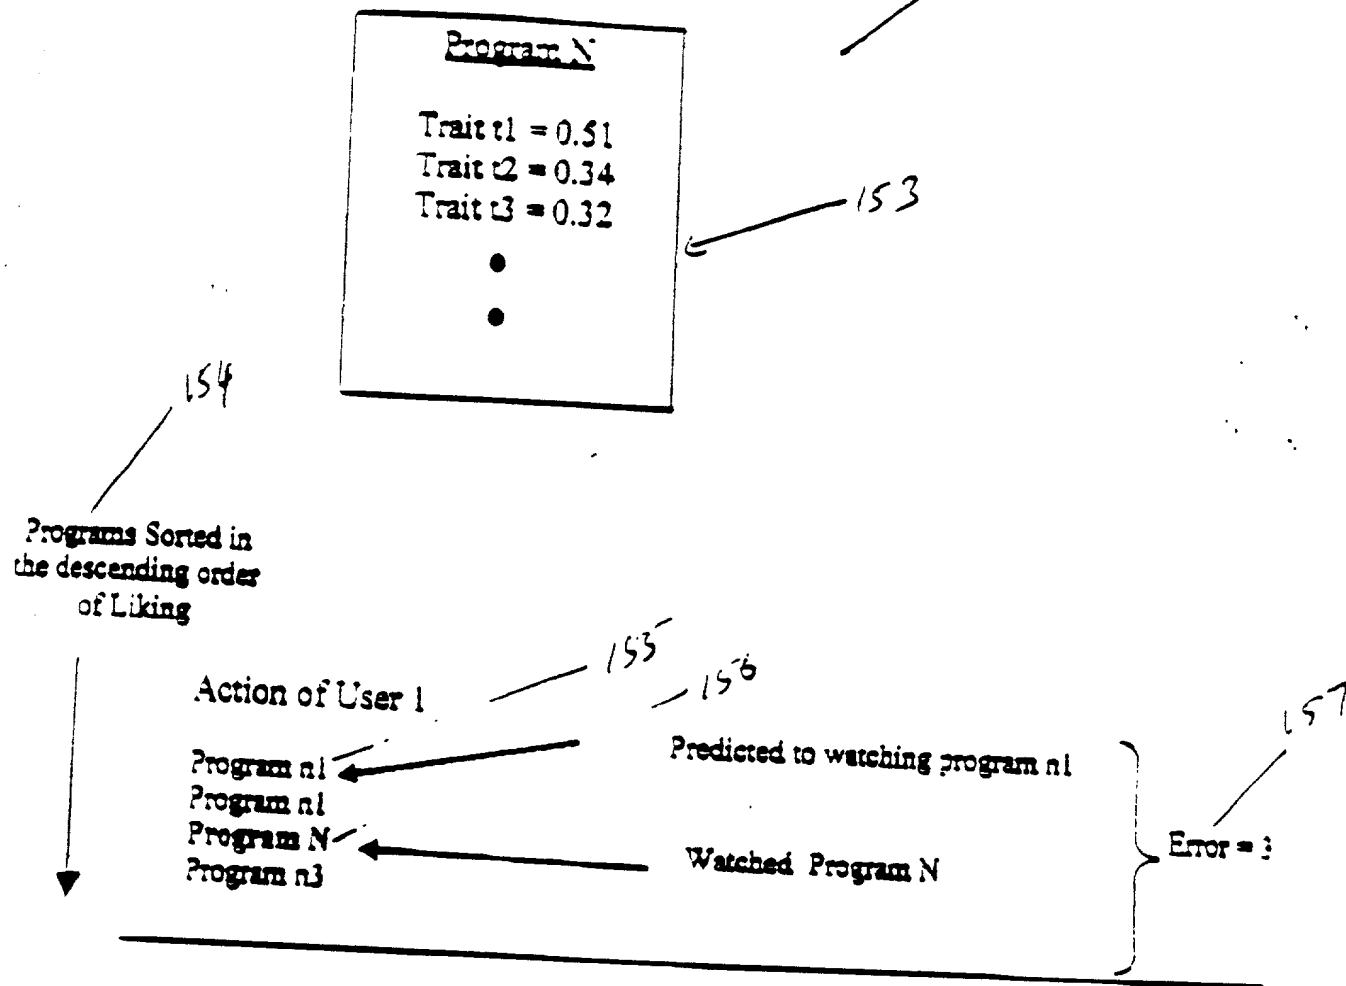 Program N
Trait t1 = 0.51
Trait t2 = 0.34
Trait t3 = 0.32
153
154
Programs Sorted in
the descending order
of Liking
155
156
157
Action of User 1
Program n1
Predicted to watching program n1
Program n1
Program N
Watched Program N
Error = 3
Program n3